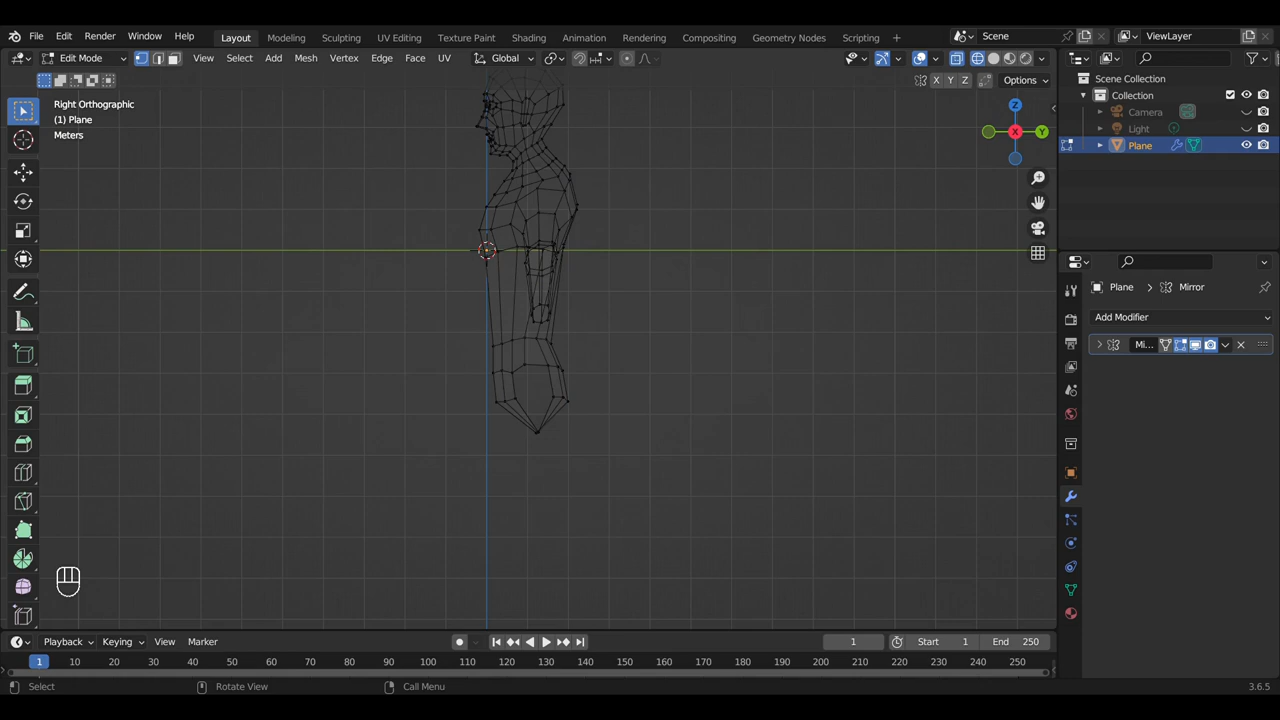 File Edit Render Window Help Layout Modeling Sculpting UV Editing Texture Paint Shading Animation Rendering Compositing Geometry Nodes Scripting + Scene ViewLayer
Edit Mode View Select Add Mesh Vertex Edge Face UV Global
X Y Z Options
Right Orthographic
(1) Plane
Meters
Z
Y
X
Scene Collection
Collection
Camera
Light
Plane
Plane > Mirror
Add Modifier
Mi...
Playback Keying View Marker 1 Start 1 End 250
1 10 20 30 40 50 60 70 80 90 100 110 120 130 140 150 160 170 180 190 200 210 220 230 240 250
Select Rotate View Call Menu 3.6.5